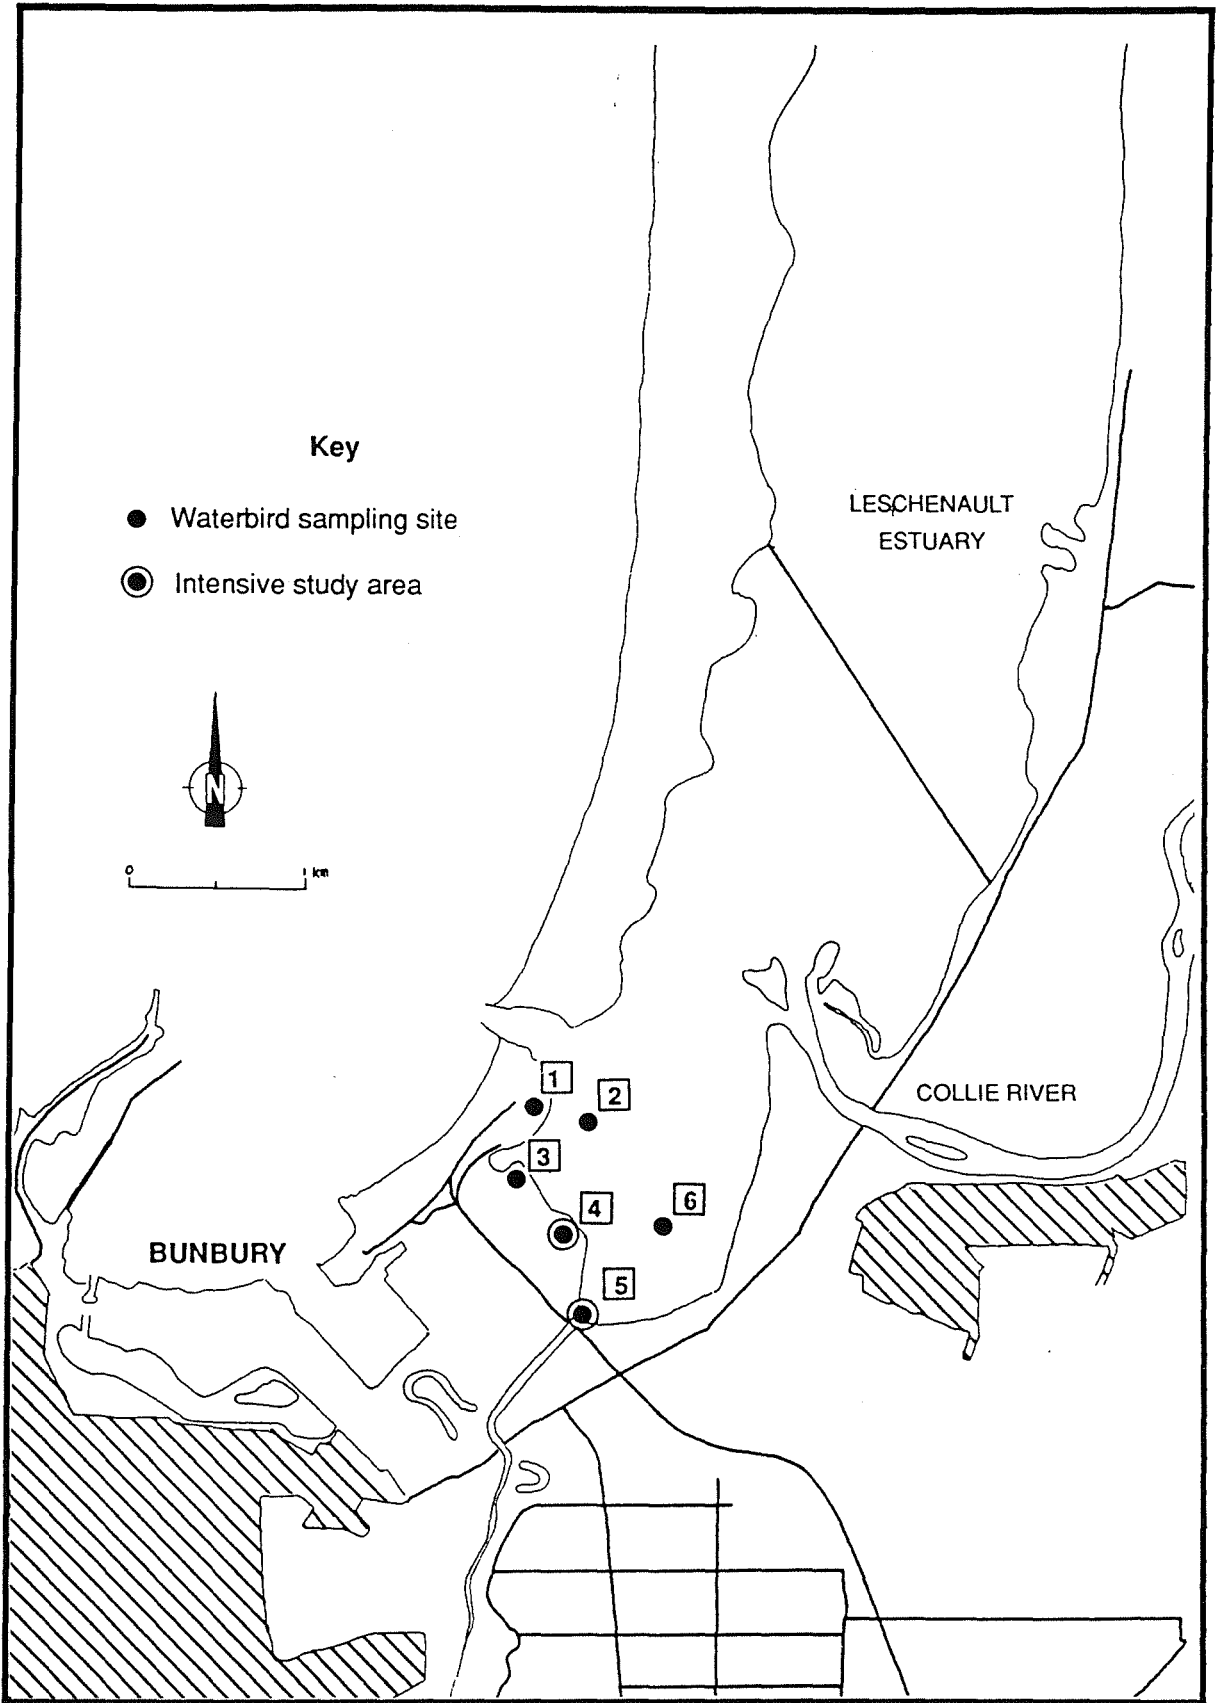 Key
Waterbird sampling site
Intensive study area
LESCHENAULT
ESTUARY
N
0 1 km
COLLIE RIVER
BUNBURY
1
2
3
4
6
5